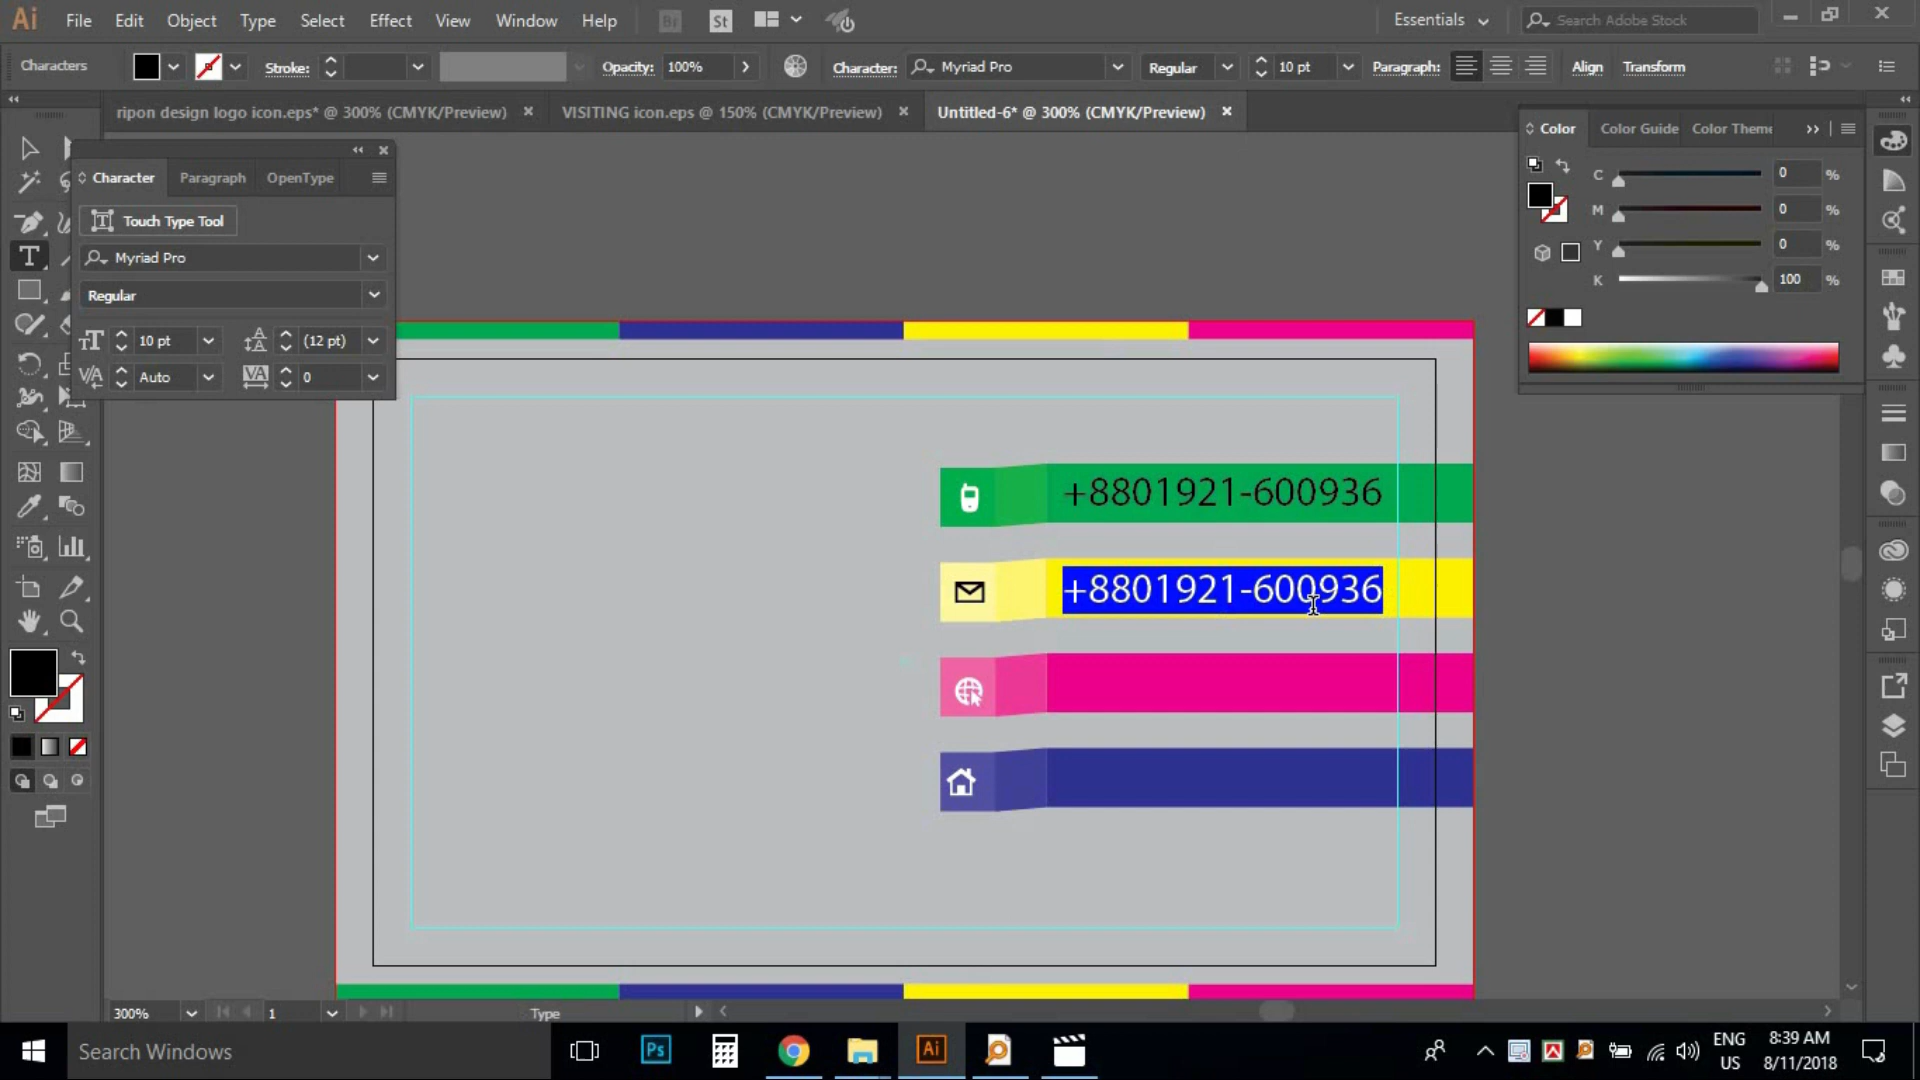 Ai File Edit Object Type Select Effect View Window Help Br St Essentials Search Adobe Stock
Characters Stroke: Opacity: 100% Character: Myriad Pro Regular 10 pt Paragraph: Align Transform
ripon design logo icon.eps* @ 300% (CMYK/Preview) VISITING icon.eps @ 150% (CMYK/Preview) Untitled-6* @ 300% (CMYK/Preview)
Color Color Guide Color Theme
C 0 %
M 0 %
Y 0 %
K 100 %
Character Paragraph OpenType
Touch Type Tool
Myriad Pro
Regular
10 pt (12 pt)
Auto 0
+8801921-600936
+8801921-600936
300% 1 Type
Search Windows Ps Ai ENG US 8:39 AM 8/11/2018